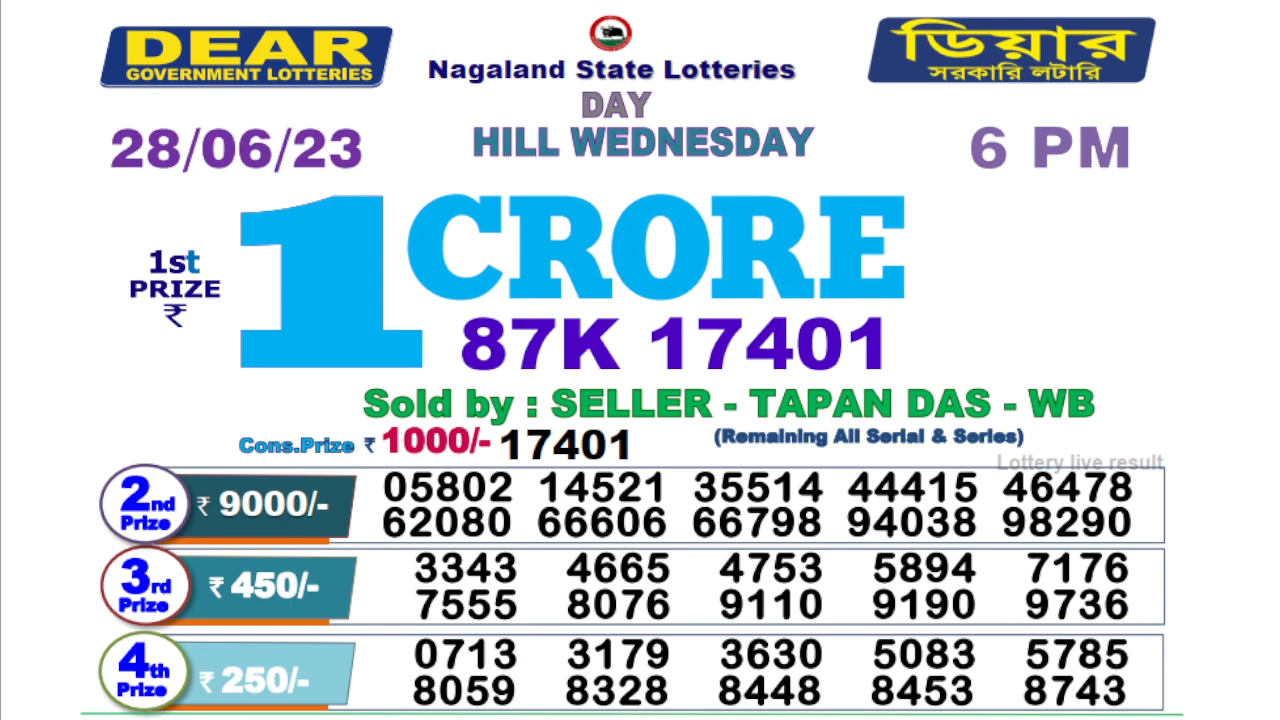 DEAR
GOVERNMENT LOTTERIES
Nagaland State Lotteries
ডিয়ার
সরকারি লটারি
DAY
28/06/23
HILL WEDNESDAY
6 PM
1st
PRIZE
₹
1 CRORE
87K 17401
Sold by : SELLER - TAPAN DAS - WB
Cons.Prize ₹ 1000/- 17401 (Remaining All Serial & Series)
Lottery live result
2nd Prize ₹ 9000/-
05802 14521 35514 44415 46478
62080 66606 66798 94038 98290
3rd Prize ₹ 450/-
3343 4665 4753 5894 7176
7555 8076 9110 9190 9736
4th Prize ₹ 250/-
0713 3179 3630 5083 5785
8059 8328 8448 8453 8743